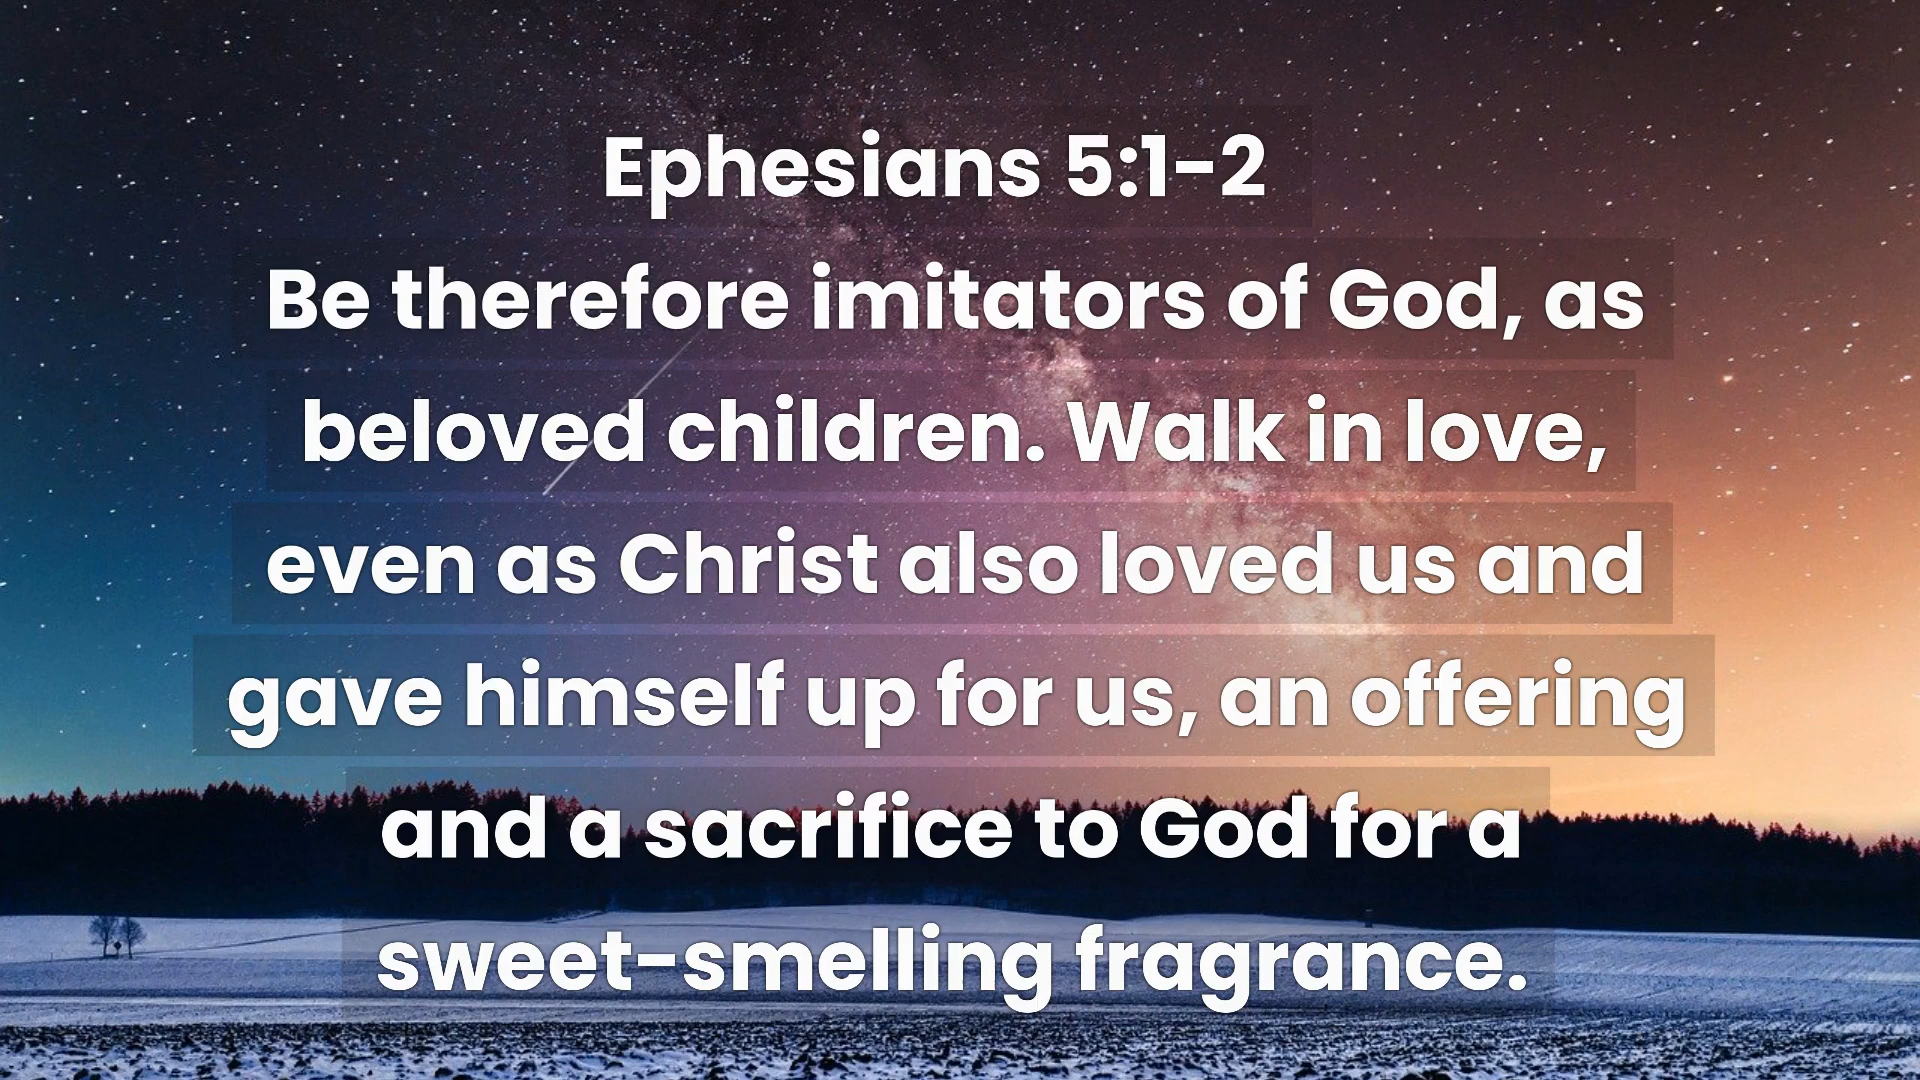 Ephesians 5:1-2
Be therefore imitators of God, as
beloved children. Walk in love,
even as Christ also loved us and
gave himself up for us, an offering
and a sacrifice to God for a
sweet-smelling fragrance.